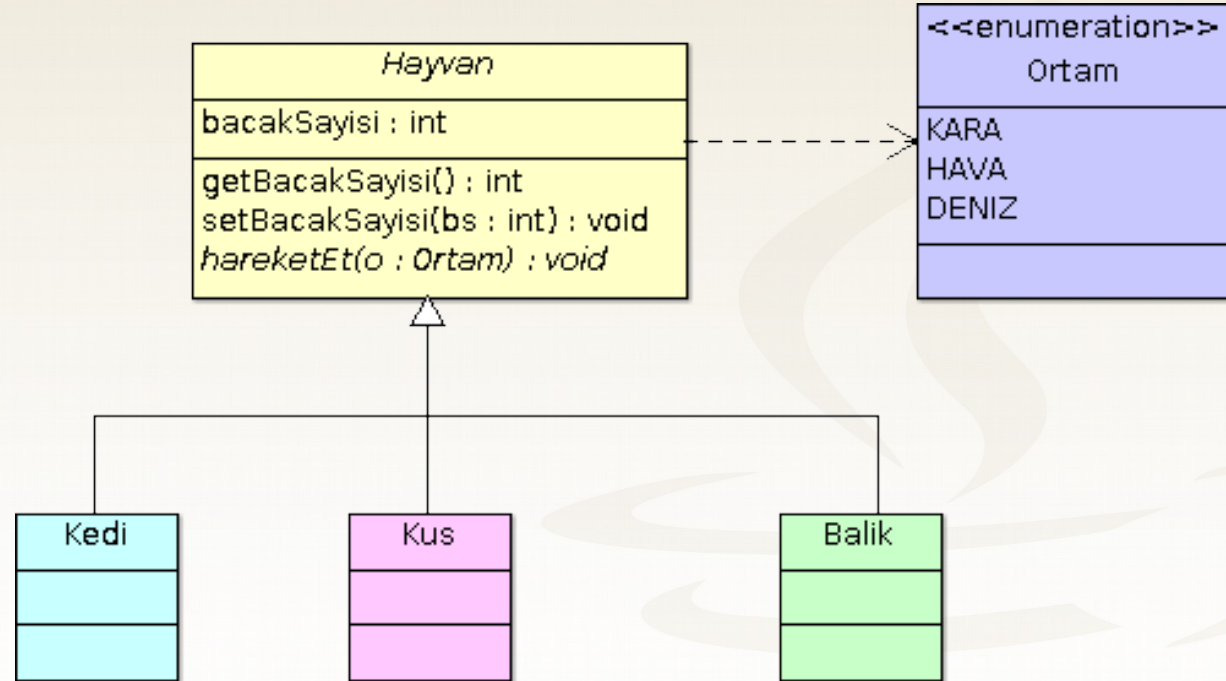 Hayvan
bacakSayisi : int
getBacakSayisi() : int
setBacakSayisi(bs : int) : void
hareketEt(o : Ortam) : void
<<enumeration>>
Ortam
KARA
HAVA
DENIZ
Kedi
Kus
Balik